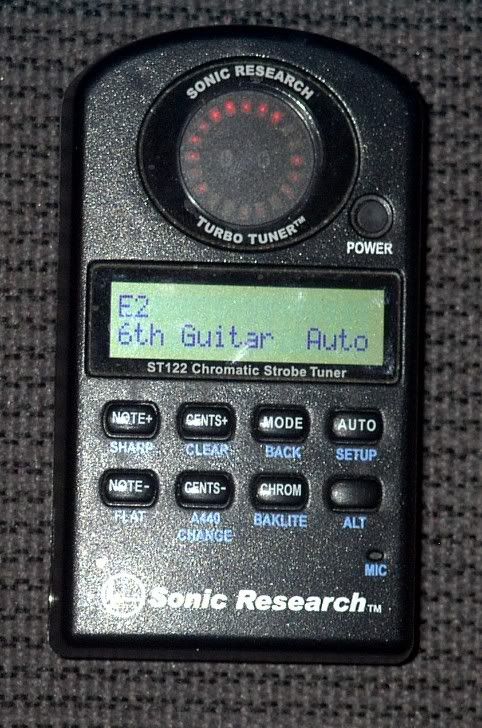 SONIC RESEARCH
TURBO TUNER™
POWER
E2
6th Guitar Auto
ST122 Chromatic Strobe Tuner
NOTE+ CENTS+ MODE AUTO
SHARP CLEAR BACK SETUP
NOTE- CENTS- CHROM
FLAT A440 CHANGE BAKLITE ALT
MIC
Sonic Research™